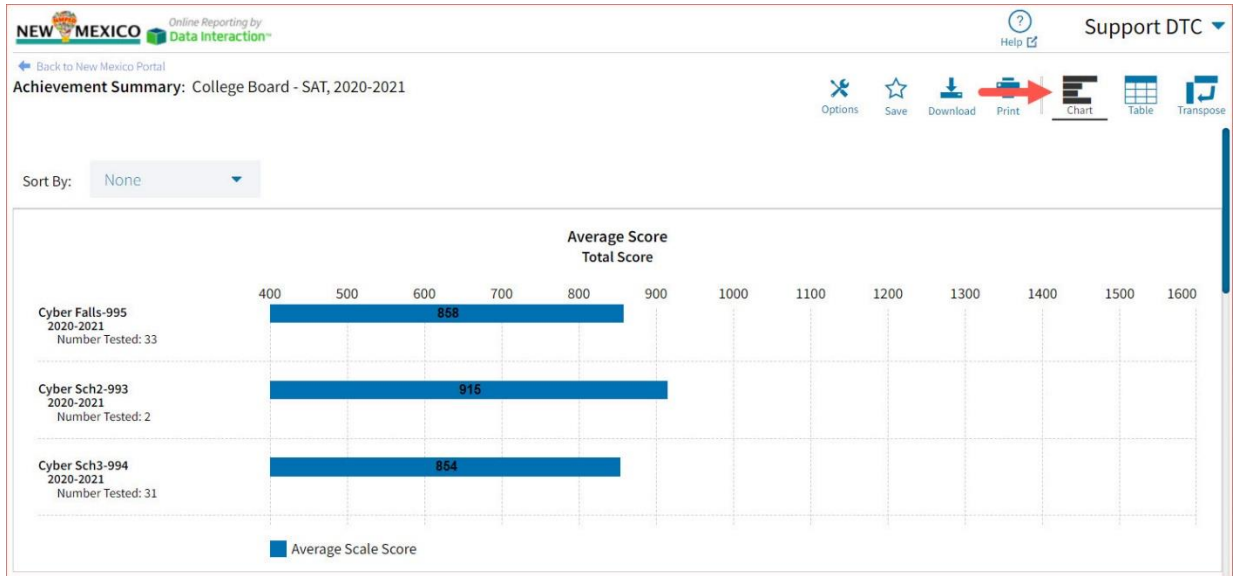 NEW MEXICO Online Reporting by
Data Interaction™
?
Help
Support DTC
Back to New Mexico Portal
Achievement Summary: College Board - SAT, 2020-2021
Options Save Download Print Chart Table Transpose
Sort By: None
Average Score
Total Score
400 500 600 700 800 900 1000 1100 1200 1300 1400 1500 1600
Cyber Falls-995
858
2020-2021
Number Tested: 33
Cyber Sch2-993
915
2020-2021
Number Tested: 2
Cyber Sch3-994
854
2020-2021
Number Tested: 31
Average Scale Score